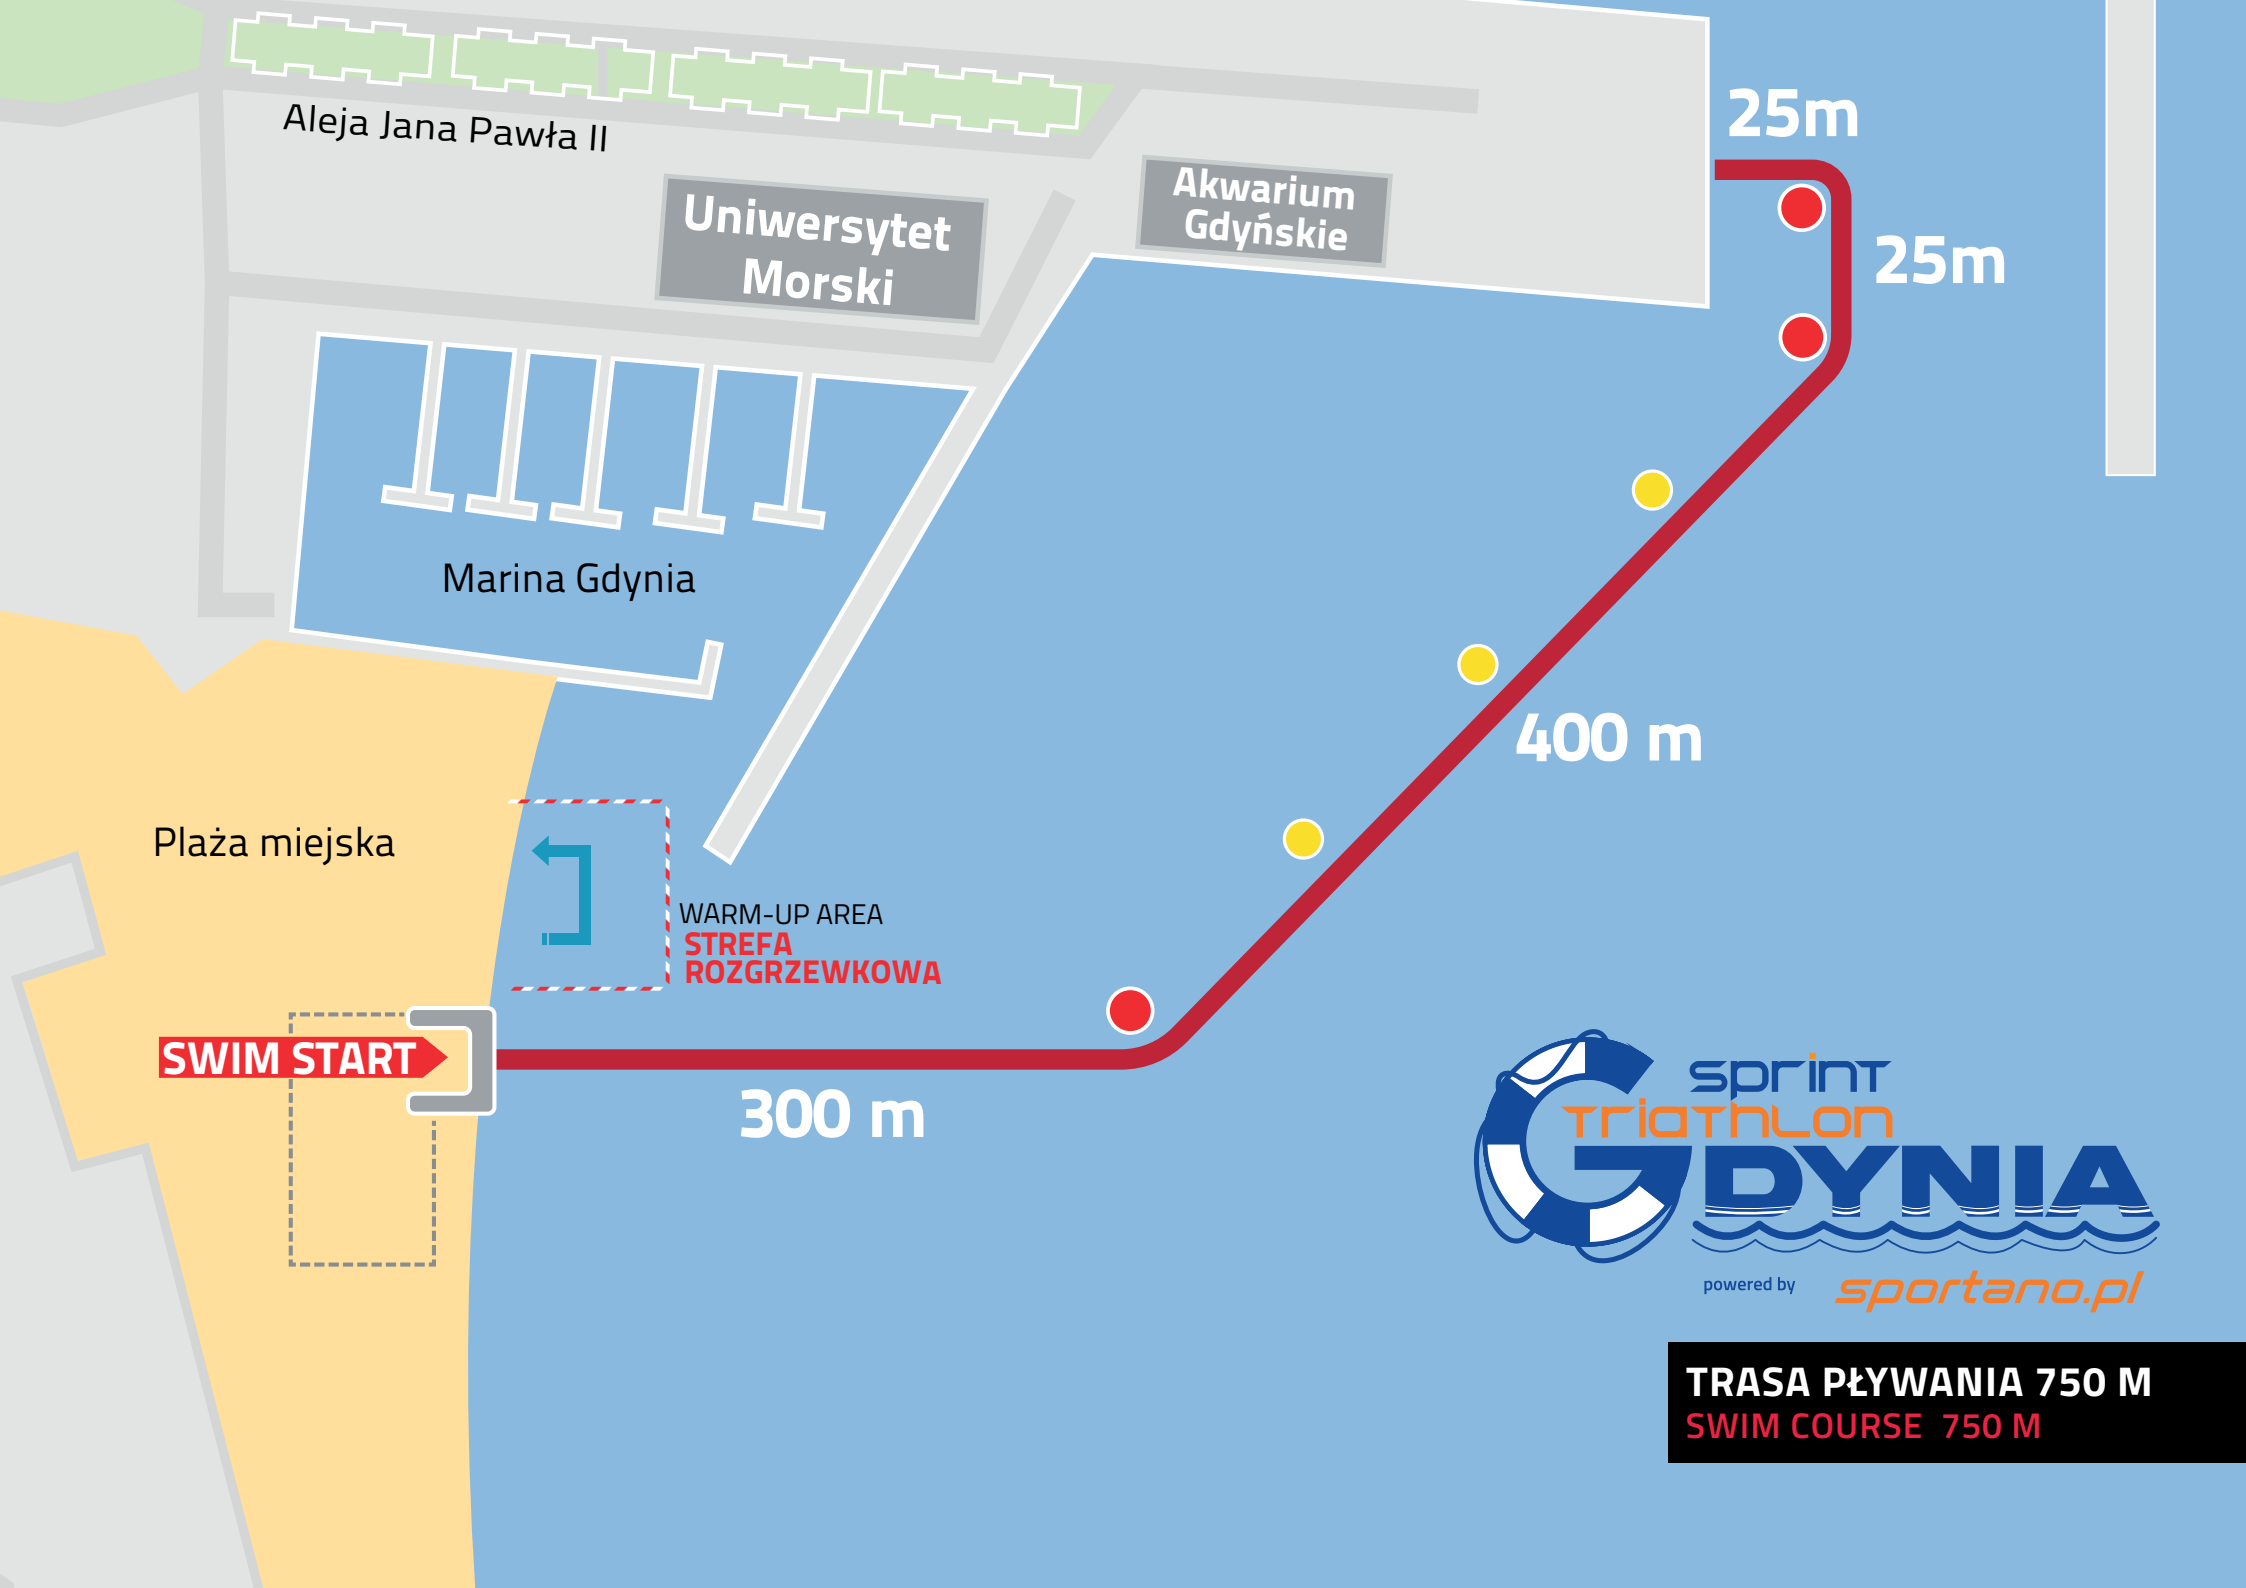 Aleja Jana Pawła II
25m
Uniwersytet
Morski
Akwarium
Gdyńskie
25m
Marina Gdynia
400 m
Plaża miejska
WARM-UP AREA
STREFA
ROZGRZEWKOWA
SWIM START
300 m
sprint
TriaThlon
GDYNIA
powered by sportano.pl
TRASA PŁYWANIA 750 M
SWIM COURSE 750 M